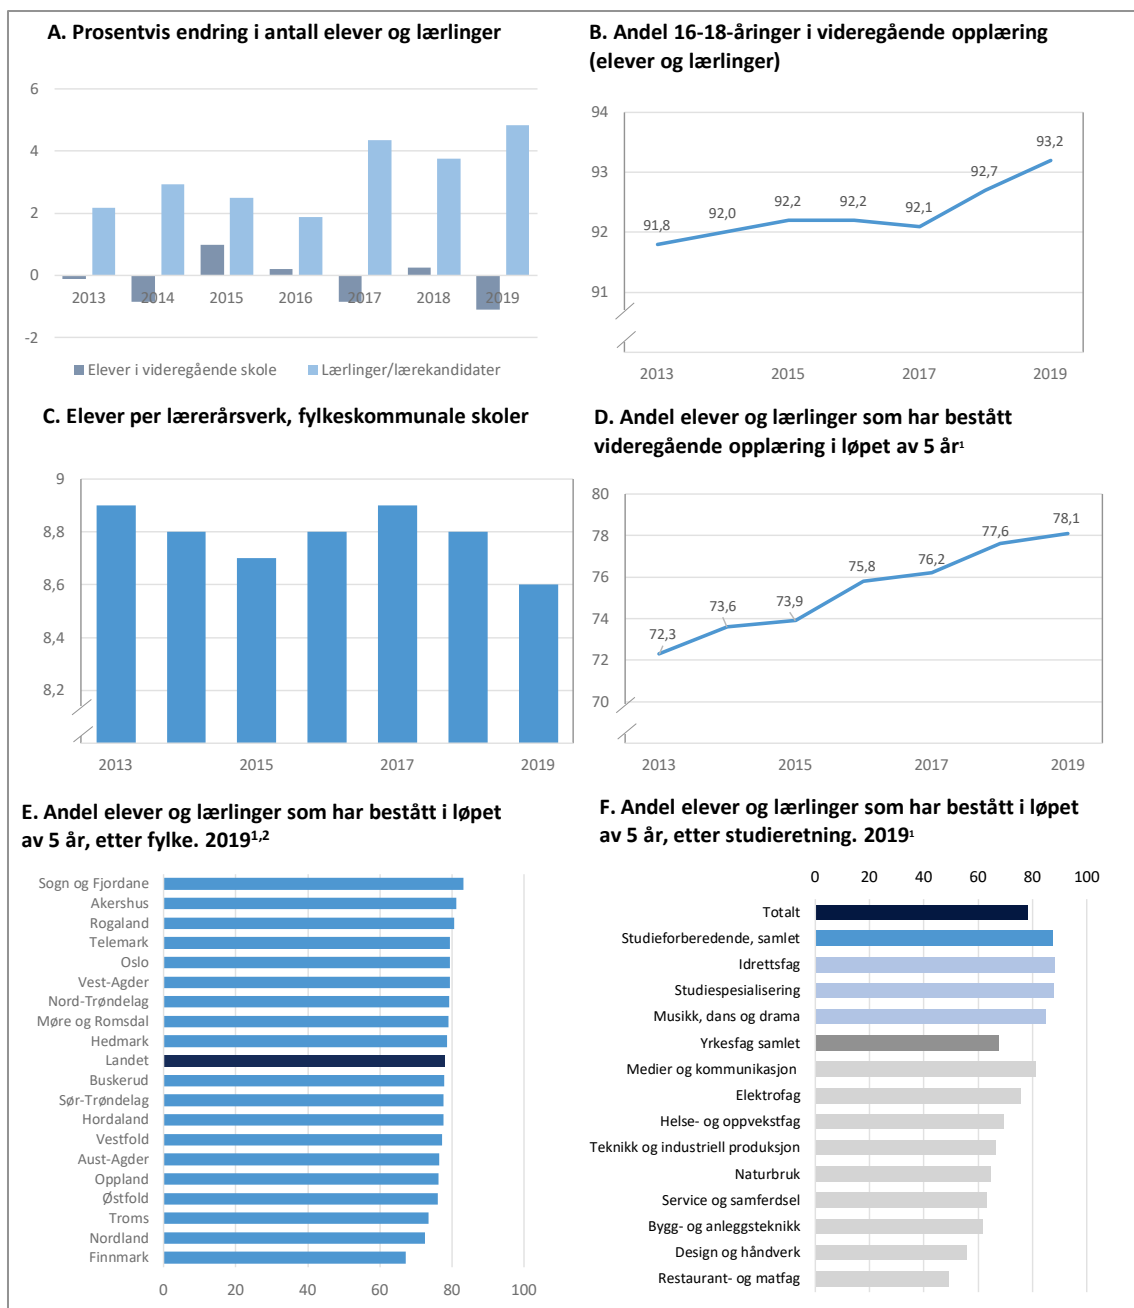 A. Prosentvis endring i antall elever og lærlinger
6
4
2
0
-2
2013 2014 2015 2016 2017 2018 2019
Elever i videregående skole Lærlinger/lærekandidater
B. Andel 16-18-åringer i videregående opplæring
(elever og lærlinger)
94
93
92
91
91,8 92,0 92,2 92,2 92,1 92,7 93,2
2013 2015 2017 2019
C. Elever per lærerårsverk, fylkeskommunale skoler
9
8,8
8,6
8,4
8,2
2013 2015 2017 2019
D. Andel elever og lærlinger som har bestått
videregående opplæring i løpet av 5 år¹
80
78
76
74
72
70
72,3 73,6 73,9 75,8 76,2 77,6 78,1
2013 2015 2017 2019
E. Andel elever og lærlinger som har bestått i løpet
av 5 år, etter fylke. 2019¹,²
Sogn og Fjordane
Akershus
Rogaland
Telemark
Oslo
Vest-Agder
Nord-Trøndelag
Møre og Romsdal
Hedmark
Landet
Buskerud
Sør-Trøndelag
Hordaland
Vestfold
Aust-Agder
Oppland
Østfold
Troms
Nordland
Finnmark
0 20 40 60 80 100
F. Andel elever og lærlinger som har bestått i løpet
av 5 år, etter studieretning. 2019¹
0 20 40 60 80 100
Totalt
Studieforberedende, samlet
Idrettsfag
Studiespesialisering
Musikk, dans og drama
Yrkesfag samlet
Medier og kommunikasjon
Elektrofag
Helse- og oppvekstfag
Teknikk og industriell produksjon
Naturbruk
Service og samferdsel
Bygg- og anleggsteknikk
Design og håndverk
Restaurant- og matfag